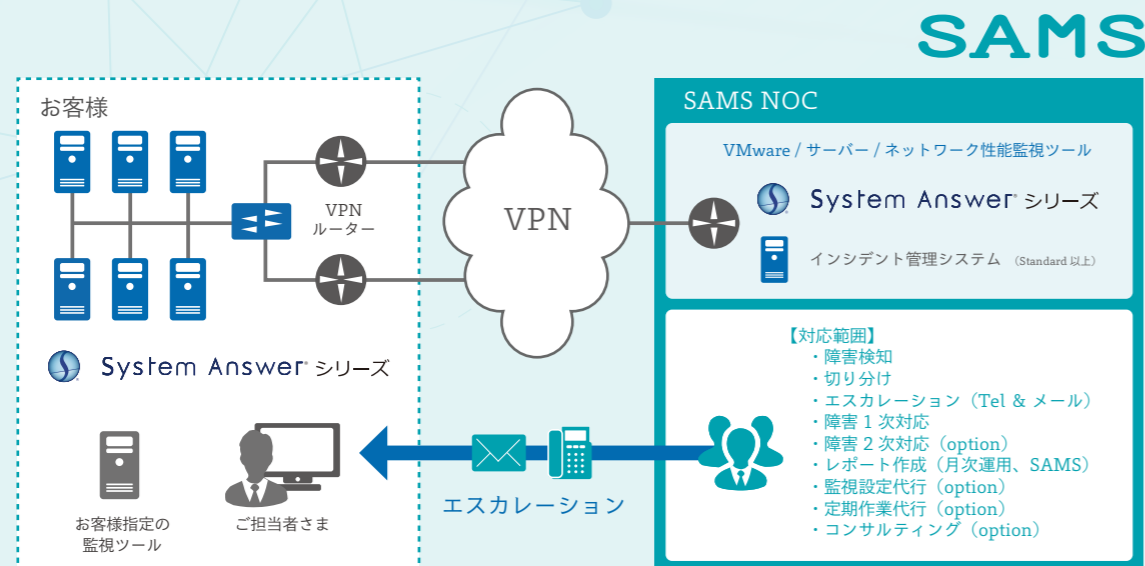 SAMS
お客様
VPN
ルーター
System Answer シリーズ
お客様指定の
監視ツール
ご担当者さま
VPN
エスカレーション
SAMS NOC
VMware / サーバー / ネットワーク性能監視ツール
System Answer シリーズ
インシデント管理システム （Standard 以上）
【対応範囲】
・障害検知
・切り分け
・エスカレーション（Tel & メール）
・障害 1 次対応
・障害 2 次対応（option）
・レポート作成（月次運用、SAMS）
・監視設定代行（option）
・定期作業代行（option）
・コンサルティング（option）